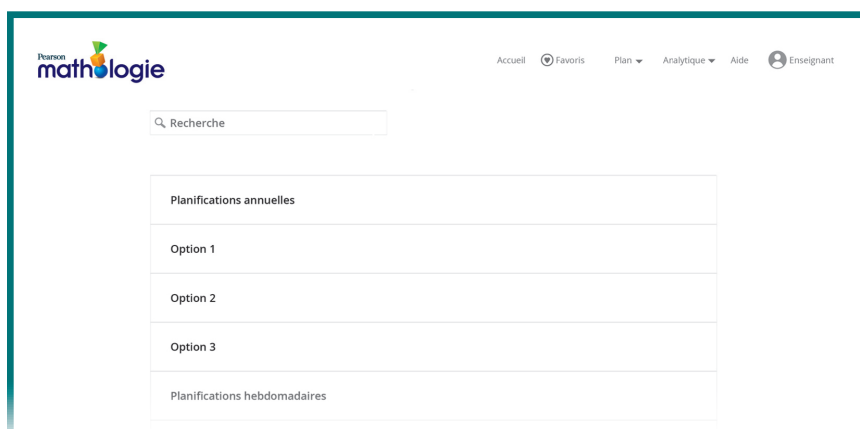 Pearson
mathologie
Accueil Favoris Plan Analytique Aide Enseignant
Recherche
Planifications annuelles
Option 1
Option 2
Option 3
Planifications hebdomadaires